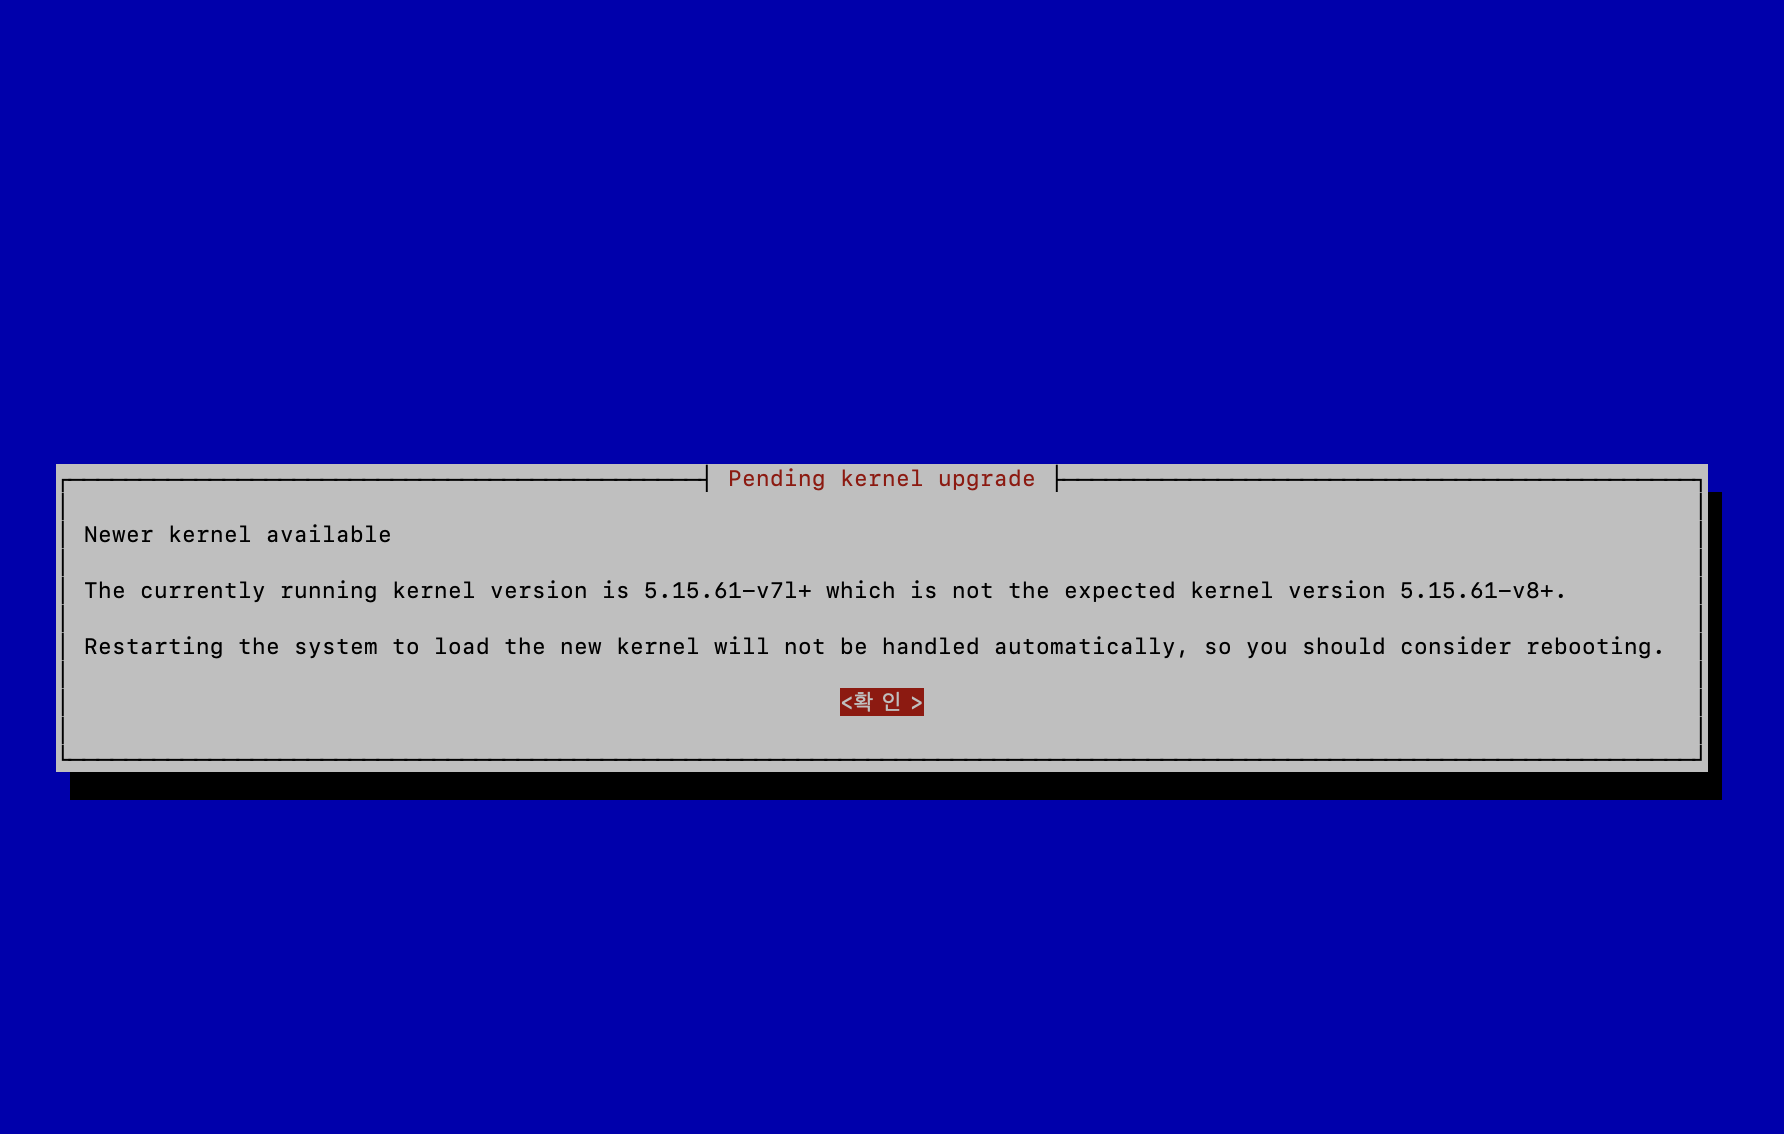 Pending kernel upgrade
Newer kernel available
The currently running kernel version is 5.15.61-v7l+ which is not the expected kernel version 5.15.61-v8+.
Restarting the system to load the new kernel will not be handled automatically, so you should consider rebooting.
<확 인 >